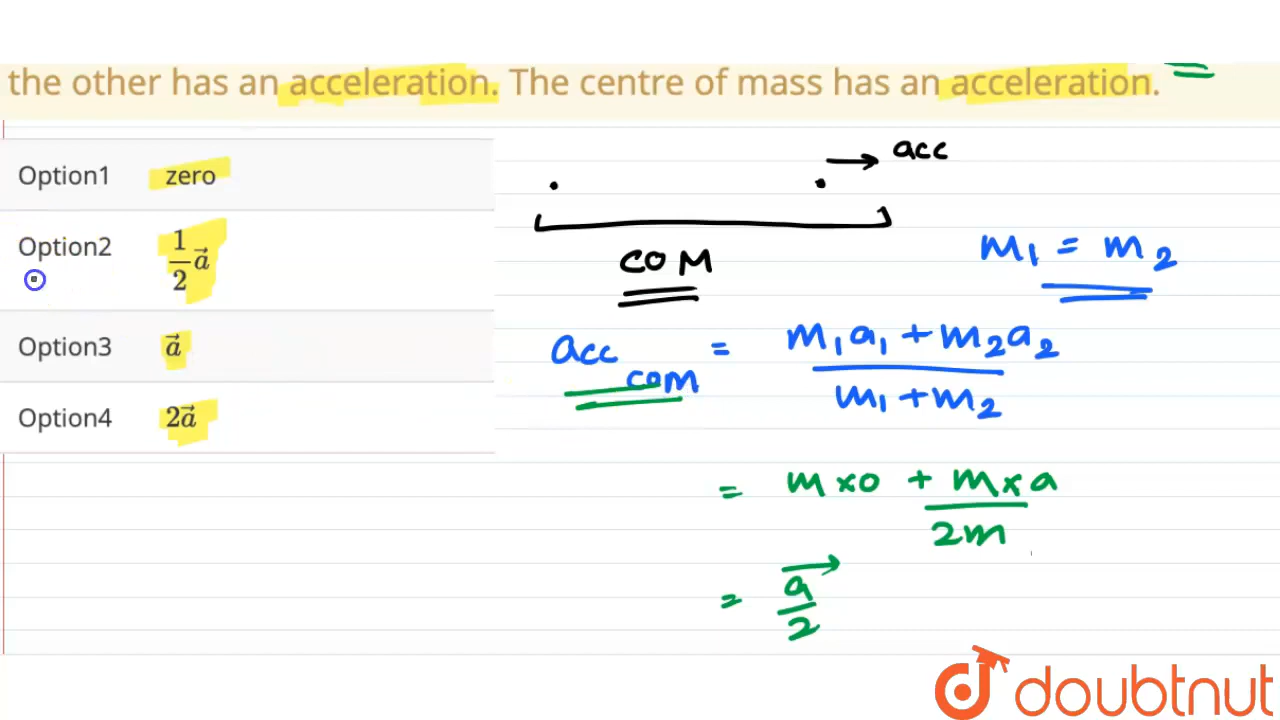 the other has an acceleration. The centre of mass has an acceleration.
acc
Option1 zero
Option2 1/2 a⃗
COM
m₁ = m₂
Option3 a⃗
acc COM = m₁a₁ + m₂a₂ / m₁ + m₂
Option4 2a⃗
= m×0 + m×a / 2m
= a⃗/2
doubtnut